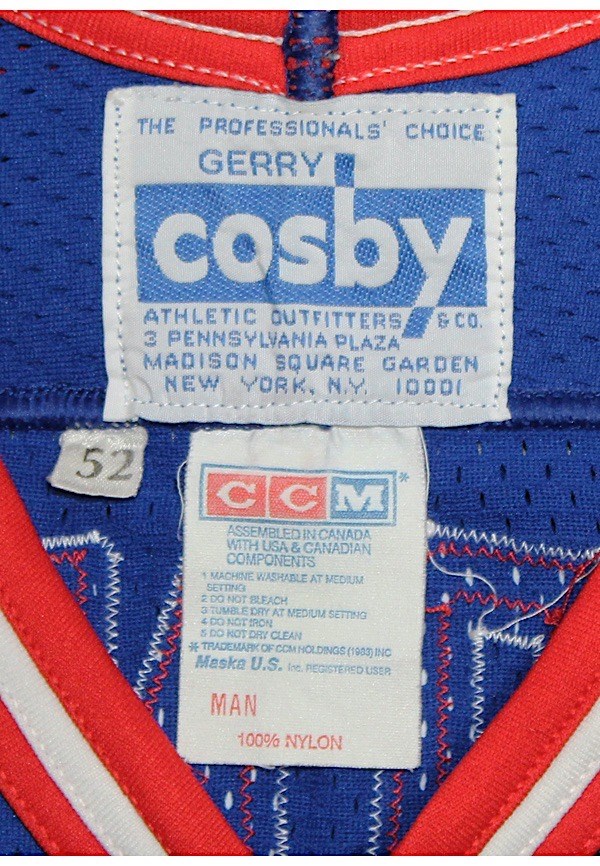 THE PROFESSIONALS' CHOICE
GERRY
cosby
ATHLETIC OUTFITTERS & CO.
3 PENNSYLVANIA PLAZA
MADISON SQUARE GARDEN
NEW YORK, N.Y. 10001
52
CCM*
ASSEMBLED IN CANADA
WITH USA & CANADIAN
COMPONENTS
1 MACHINE WASHABLE AT MEDIUM
SETTING
2 DO NOT BLEACH
3 TUMBLE DRY AT MEDIUM SETTING
4 DO NOT IRON
5 DO NOT DRY CLEAN
* TRADEMARK OF CCM HOLDINGS (1983) INC
Maska U.S. Inc. REGISTERED USER
MAN
100% NYLON